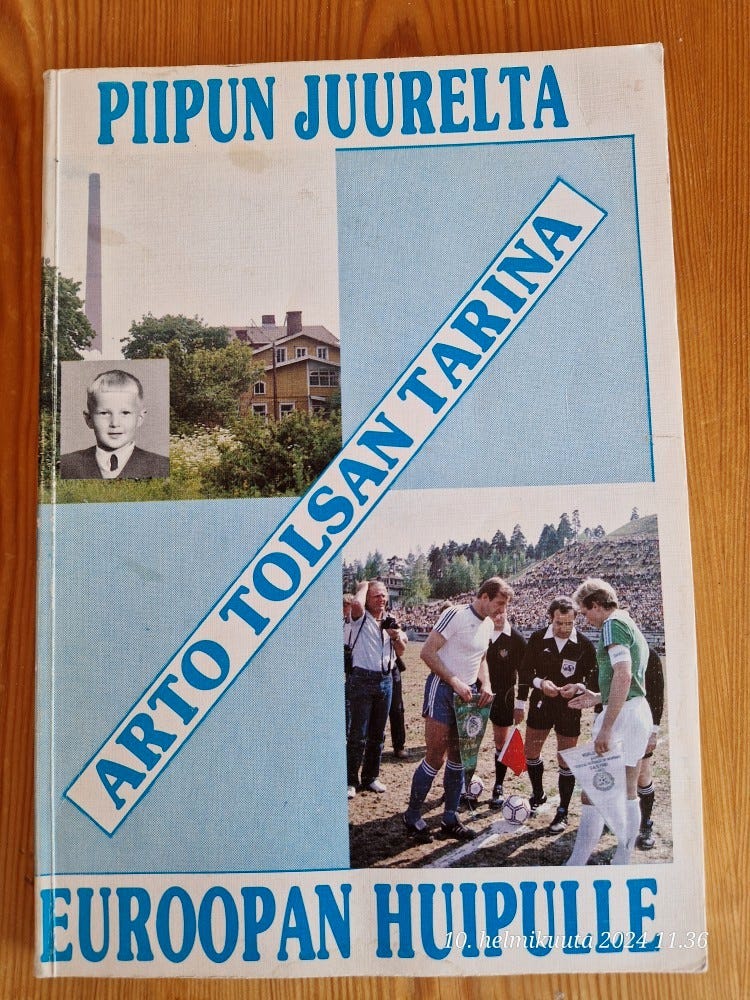 PIIPUN JUURELTA
ARTO TOLSAN TARINA
EUROOPAN HUIPULLE
10. helmikuuta 2024 11.36